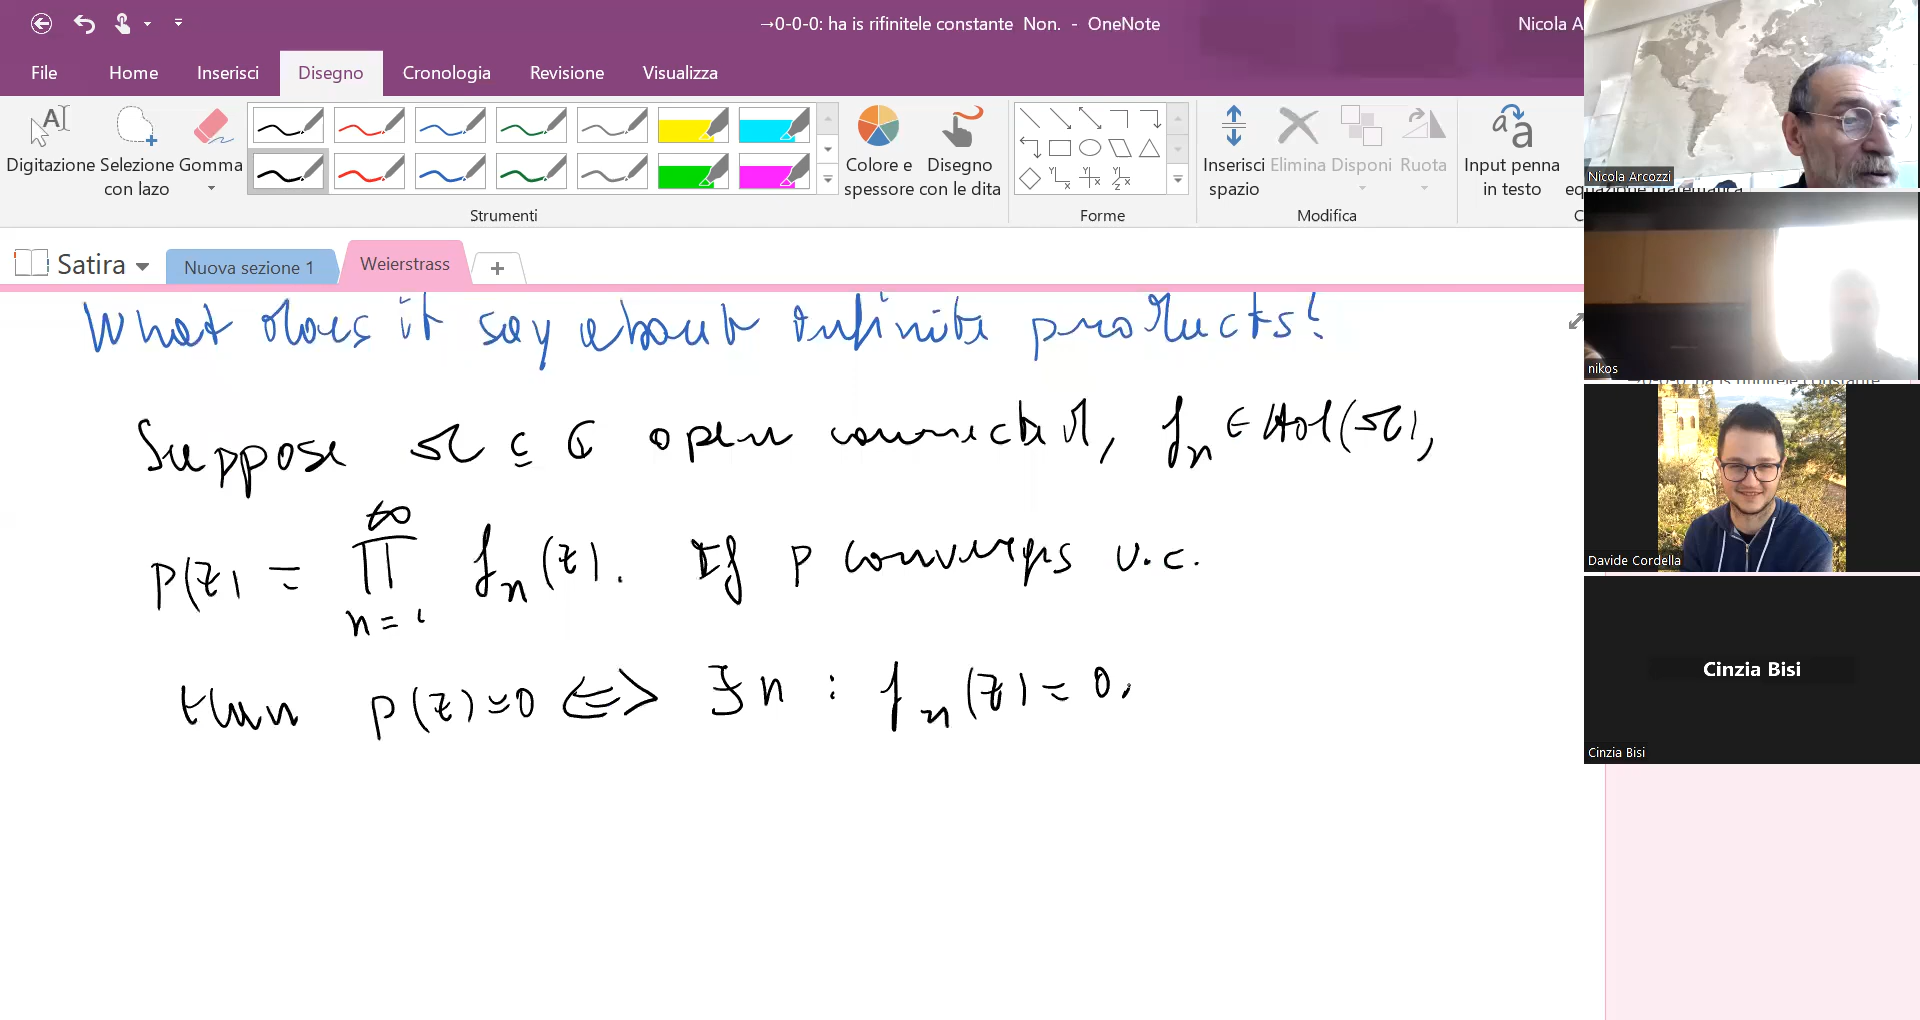 →0-0-0: ha is rifinitele constante Non. - OneNote
Nicola A
File Home Inserisci Disegno Cronologia Revisione Visualizza
Digitazione
Selezione con lazo
Gomma
Colore e spessore
Disegno con le dita
Inserisci spazio
Elimina
Disponi
Ruota
Input penna in testo
Strumenti
Forme
Modifica
Satira
Nuova sezione 1
Weierstrass
+
What does it say about infinite products?
Suppose Ω ⊆ ℂ open connected, fₙ ∈ Hol(Ω),
p(z) = ∏ₙ₌₁^∞ fₙ(z). If p converges u.c.
then p(z)=0 ⇔ ∃n : fₙ(z)=0.
Nicola Arcozzi
nikos
Davide Cordella
Cinzia Bisi
Cinzia Bisi